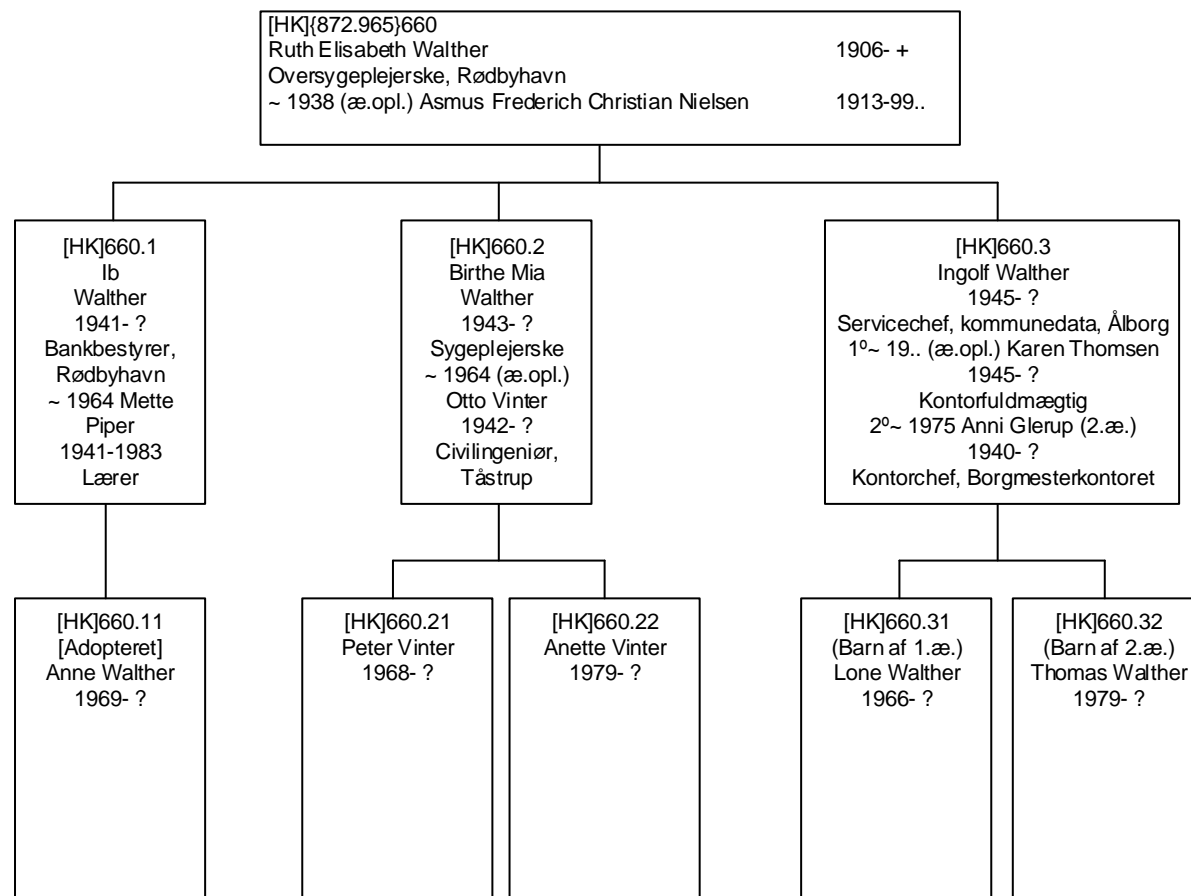 [HK]{872.965}660
Ruth Elisabeth Walther 1906- +
Oversygeplejerske, Rødbyhavn
~ 1938 (æ.opl.) Asmus Frederich Christian Nielsen 1913-99..
[HK]660.1
Ib
Walther
1941- ?
Bankbestyrer,
Rødbyhavn
~ 1964 Mette
Piper
1941-1983
Lærer
[HK]660.2
Birthe Mia
Walther
1943- ?
Sygeplejerske
~ 1964 (æ.opl.)
Otto Vinter
1942- ?
Civilingeniør,
Tåstrup
[HK]660.3
Ingolf Walther
1945- ?
Servicechef, kommunedata, Ålborg
1º~ 19.. (æ.opl.) Karen Thomsen
1945- ?
Kontorfuldmægtig
2º~ 1975 Anni Glerup (2.æ.)
1940- ?
Kontorchef, Borgmesterkontoret
[HK]660.11
[Adopteret]
Anne Walther
1969- ?
[HK]660.21
Peter Vinter
1968- ?
[HK]660.22
Anette Vinter
1979- ?
[HK]660.31
(Barn af 1.æ.)
Lone Walther
1966- ?
[HK]660.32
(Barn af 2.æ.)
Thomas Walther
1979- ?